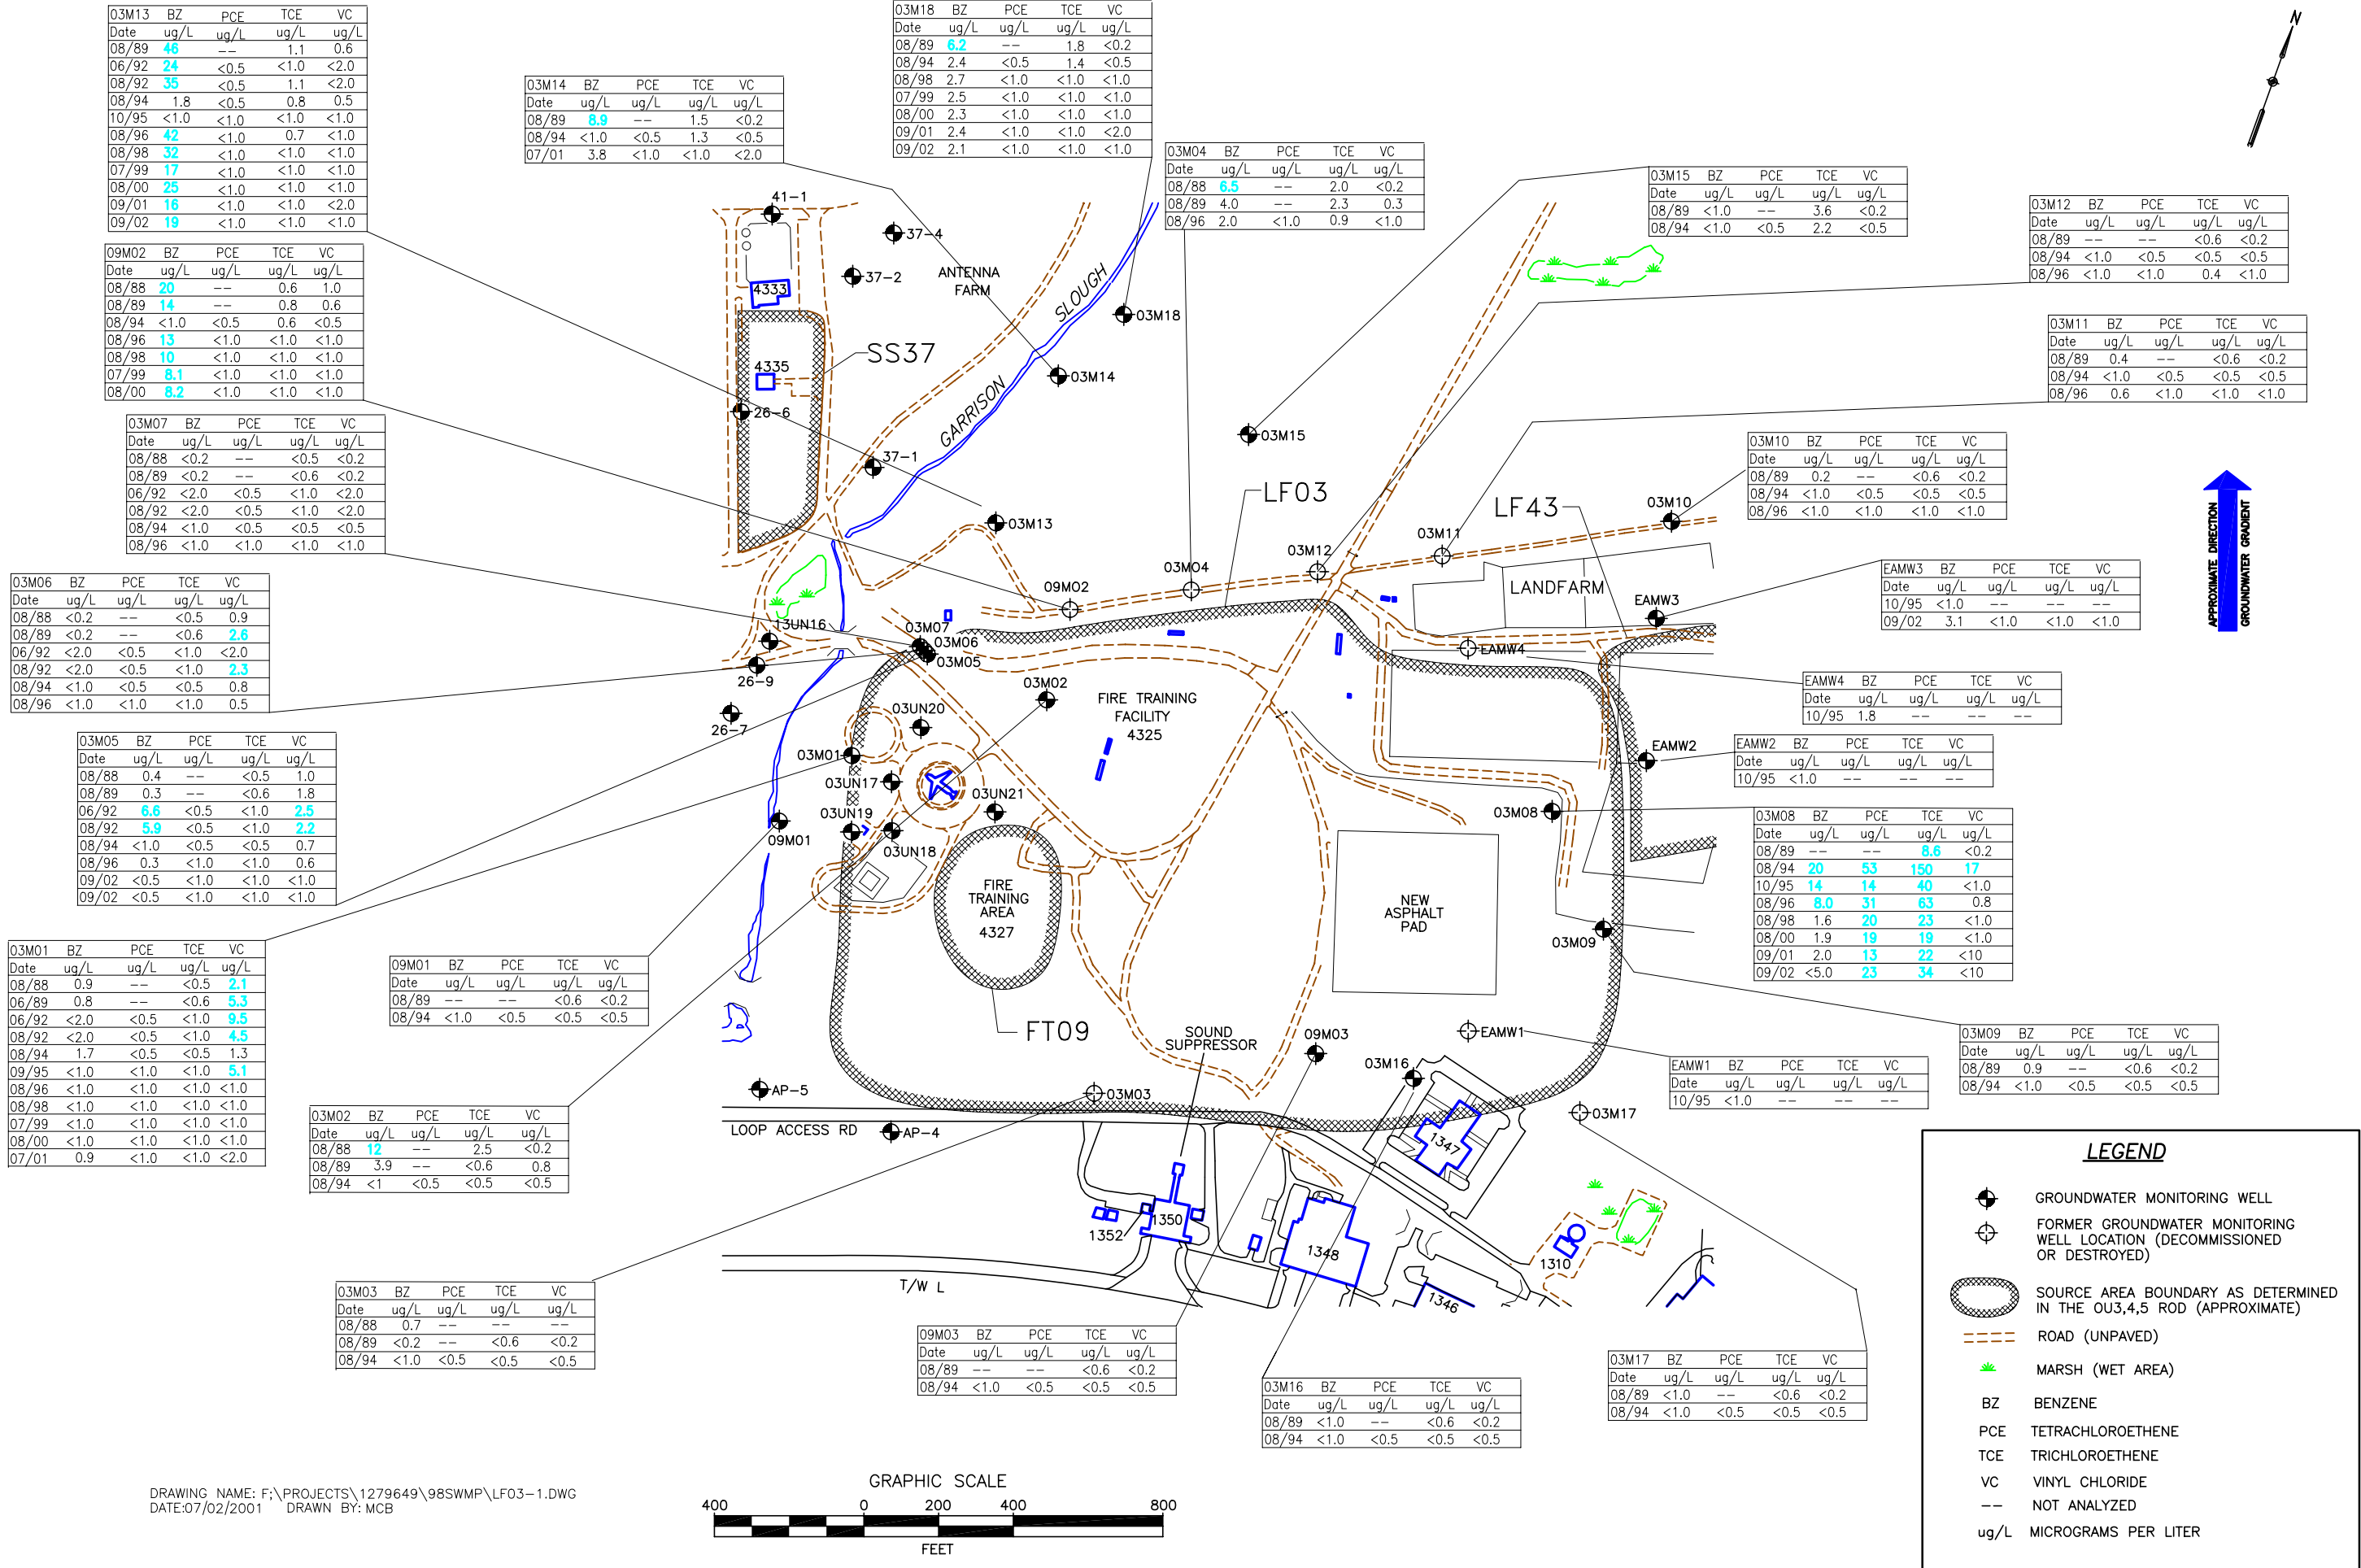 03M13 BZ PCE TCE VC
Date ug/L ug/L ug/L ug/L
08/89 46 -- 1.1 0.6
06/92 24 <0.5 <1.0 <2.0
08/92 35 <0.5 1.1 <2.0
08/94 1.8 <0.5 0.8 0.5
10/95 <1.0 <1.0 <1.0 <1.0
08/96 42 <1.0 0.7 <1.0
08/98 32 <1.0 <1.0 <1.0
07/99 17 <1.0 <1.0 <1.0
08/00 25 <1.0 <1.0 <1.0
09/01 16 <1.0 <1.0 <2.0
09/02 19 <1.0 <1.0 <1.0
03M14 BZ PCE TCE VC
Date ug/L ug/L ug/L ug/L
08/89 8.9 -- 1.5 <0.2
08/94 <1.0 <0.5 1.3 <0.5
07/01 3.8 <1.0 <1.0 <2.0
03M18 BZ PCE TCE VC
Date ug/L ug/L ug/L ug/L
08/89 6.2 -- 1.8 <0.2
08/94 2.4 <0.5 1.4 <0.5
08/98 2.7 <1.0 <1.0 <1.0
07/99 2.5 <1.0 <1.0 <1.0
08/00 2.3 <1.0 <1.0 <1.0
09/01 2.4 <1.0 <1.0 <2.0
09/02 2.1 <1.0 <1.0 <1.0
03M04 BZ PCE TCE VC
Date ug/L ug/L ug/L ug/L
08/88 6.5 -- 2.0 <0.2
08/89 4.0 -- 2.3 0.3
08/96 2.0 <1.0 0.9 <1.0
03M15 BZ PCE TCE VC
Date ug/L ug/L ug/L ug/L
08/89 <1.0 -- 3.6 <0.2
08/94 <1.0 <0.5 2.2 <0.5
03M12 BZ PCE TCE VC
Date ug/L ug/L ug/L ug/L
08/89 -- -- <0.6 <0.2
08/94 <1.0 <0.5 <0.5 <0.5
08/96 <1.0 <1.0 0.4 <1.0
N
09M02 BZ PCE TCE VC
Date ug/L ug/L ug/L ug/L
08/88 20 -- 0.6 1.0
08/89 14 -- 0.8 0.6
08/94 <1.0 <0.5 0.6 <0.5
08/96 13 <1.0 <1.0 <1.0
08/98 10 <1.0 <1.0 <1.0
07/99 8.1 <1.0 <1.0 <1.0
08/00 8.2 <1.0 <1.0 <1.0
03M11 BZ PCE TCE VC
Date ug/L ug/L ug/L ug/L
08/89 0.4 -- <0.6 <0.2
08/94 <1.0 <0.5 <0.5 <0.5
08/96 0.6 <1.0 <1.0 <1.0
03M07 BZ PCE TCE VC
Date ug/L ug/L ug/L ug/L
08/88 <0.2 -- <0.5 <0.2
08/89 <0.2 -- <0.6 <0.2
06/92 <2.0 <0.5 <1.0 <2.0
08/92 <2.0 <0.5 <1.0 <2.0
08/94 <1.0 <0.5 <0.5 <0.5
08/96 <1.0 <1.0 <1.0 <1.0
03M10 BZ PCE TCE VC
Date ug/L ug/L ug/L ug/L
08/89 0.2 -- <0.6 <0.2
08/94 <1.0 <0.5 <0.5 <0.5
08/96 <1.0 <1.0 <1.0 <1.0
03M06 BZ PCE TCE VC
Date ug/L ug/L ug/L ug/L
08/88 <0.2 -- <0.5 0.9
08/89 <0.2 -- <0.6 2.6
06/92 <2.0 <0.5 <1.0 <2.0
08/92 <2.0 <0.5 <1.0 2.3
08/94 <1.0 <0.5 <0.5 0.8
08/96 <1.0 <1.0 <1.0 0.5
EAMW3 BZ PCE TCE VC
Date ug/L ug/L ug/L ug/L
10/95 <1.0 -- -- --
09/02 3.1 <1.0 <1.0 <1.0
EAMW4 BZ PCE TCE VC
Date ug/L ug/L ug/L ug/L
10/95 1.8 -- -- --
EAMW2 BZ PCE TCE VC
Date ug/L ug/L ug/L ug/L
10/95 <1.0 -- -- --
03M05 BZ PCE TCE VC
Date ug/L ug/L ug/L ug/L
08/88 0.4 -- <0.5 1.0
08/89 0.3 -- <0.6 1.8
06/92 6.6 <0.5 <1.0 2.5
08/92 5.9 <0.5 <1.0 2.2
08/94 <1.0 <0.5 <0.5 0.7
08/96 0.3 <1.0 <1.0 0.6
09/02 <0.5 <1.0 <1.0 <1.0
09/02 <0.5 <1.0 <1.0 <1.0
03M08 BZ PCE TCE VC
Date ug/L ug/L ug/L ug/L
08/89 -- -- 8.6 <0.2
08/94 20 53 150 17
10/95 14 14 40 <1.0
08/96 8.0 31 63 0.8
08/98 1.6 20 23 <1.0
08/00 1.9 19 19 <1.0
09/01 2.0 13 22 <10
09/02 <5.0 23 34 <10
03M01 BZ PCE TCE VC
Date ug/L ug/L ug/L ug/L
08/88 0.9 -- <0.5 2.1
06/89 0.8 -- <0.6 5.3
06/92 <2.0 <0.5 <1.0 9.5
08/92 <2.0 <0.5 <1.0 4.5
08/94 1.7 <0.5 <0.5 1.3
09/95 <1.0 <1.0 <1.0 5.1
08/96 <1.0 <1.0 <1.0 <1.0
08/98 <1.0 <1.0 <1.0 <1.0
07/99 <1.0 <1.0 <1.0 <1.0
08/00 <1.0 <1.0 <1.0 <1.0
07/01 0.9 <1.0 <1.0 <2.0
09M01 BZ PCE TCE VC
Date ug/L ug/L ug/L ug/L
08/89 -- -- <0.6 <0.2
08/94 <1.0 <0.5 <0.5 <0.5
03M02 BZ PCE TCE VC
Date ug/L ug/L ug/L ug/L
08/88 12 -- 2.5 <0.2
08/89 3.9 -- <0.6 0.8
08/94 <1 <0.5 <0.5 <0.5
03M09 BZ PCE TCE VC
Date ug/L ug/L ug/L ug/L
08/89 0.9 -- <0.6 <0.2
08/94 <1.0 <0.5 <0.5 <0.5
EAMW1 BZ PCE TCE VC
Date ug/L ug/L ug/L ug/L
10/95 <1.0 -- -- --
03M03 BZ PCE TCE VC
Date ug/L ug/L ug/L ug/L
08/88 0.7 -- -- --
08/89 <0.2 -- <0.6 <0.2
08/94 <1.0 <0.5 <0.5 <0.5
09M03 BZ PCE TCE VC
Date ug/L ug/L ug/L ug/L
08/89 -- -- <0.6 <0.2
08/94 <1.0 <0.5 <0.5 <0.5
03M16 BZ PCE TCE VC
Date ug/L ug/L ug/L ug/L
08/89 <1.0 -- <0.6 <0.2
08/94 <1.0 <0.5 <0.5 <0.5
03M17 BZ PCE TCE VC
Date ug/L ug/L ug/L ug/L
08/89 <1.0 -- <0.6 <0.2
08/94 <1.0 <0.5 <0.5 <0.5
41-1
37-4
37-2
ANTENNA
FARM
4333
GARRISON SLOUGH
03M18
SS37
4335
03M14
26-6
37-1
03M15
LF03
LF43
03M13
03M10
03M11
03M12
03M04
09M02
LANDFARM
EAMW3
APPROXIMATE DIRECTION
GROUNDWATER GRADIENT
13UN16
03M07
03M06
03M05
26-9
EAMW4
03M02
FIRE TRAINING
FACILITY
4325
26-7
03UN20
03M01
EAMW2
03UN17
03UN21
03M08
09M01
03UN19
03UN18
FIRE
TRAINING
AREA
4327
NEW
ASPHALT
PAD
03M09
FT09
SOUND
SUPPRESSOR
09M03
EAMW1
03M16
AP-5
03M03
03M17
LOOP ACCESS RD
AP-4
1347
1352
1350
1348
1310
1346
T/W L
LEGEND
GROUNDWATER MONITORING WELL
FORMER GROUNDWATER MONITORING
WELL LOCATION (DECOMMISSIONED
OR DESTROYED)
SOURCE AREA BOUNDARY AS DETERMINED
IN THE OU3,4,5 ROD (APPROXIMATE)
ROAD (UNPAVED)
MARSH (WET AREA)
BZ BENZENE
PCE TETRACHLOROETHENE
TCE TRICHLOROETHENE
VC VINYL CHLORIDE
-- NOT ANALYZED
ug/L MICROGRAMS PER LITER
DRAWING NAME: F;\PROJECTS\1279649\98SWMP\LF03-1.DWG
DATE:07/02/2001 DRAWN BY: MCB
GRAPHIC SCALE
400 0 200 400 800
FEET